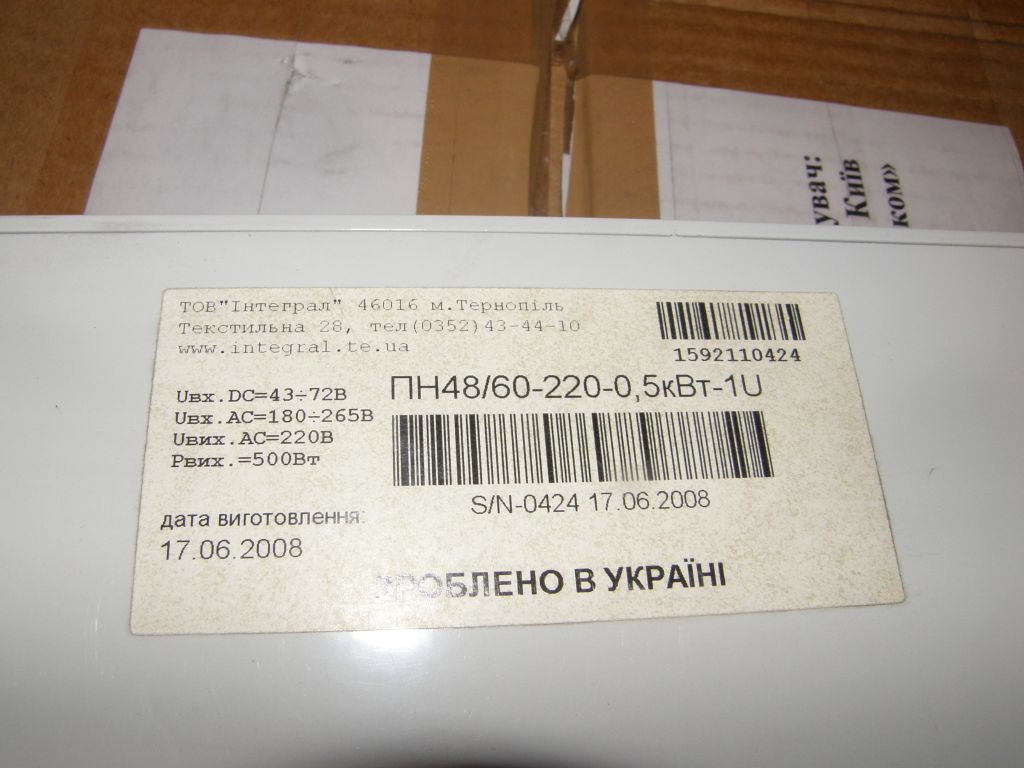 увач:
Київ
ком»
ТОВ"Інтеграл" 46016 м.Тернопіль
Текстильна 28, тел(0352)43-44-10
www.integral.te.ua
1592110424
ПН48/60-220-0,5кВт-1U
Uвх.DC=43÷72В
Uвх.AC=180÷265В
Uвих.AC=220В
Рвих.=500Вт
S/N-0424 17.06.2008
дата виготовлення:
17.06.2008
ЗРОБЛЕНО В УКРАЇНІ